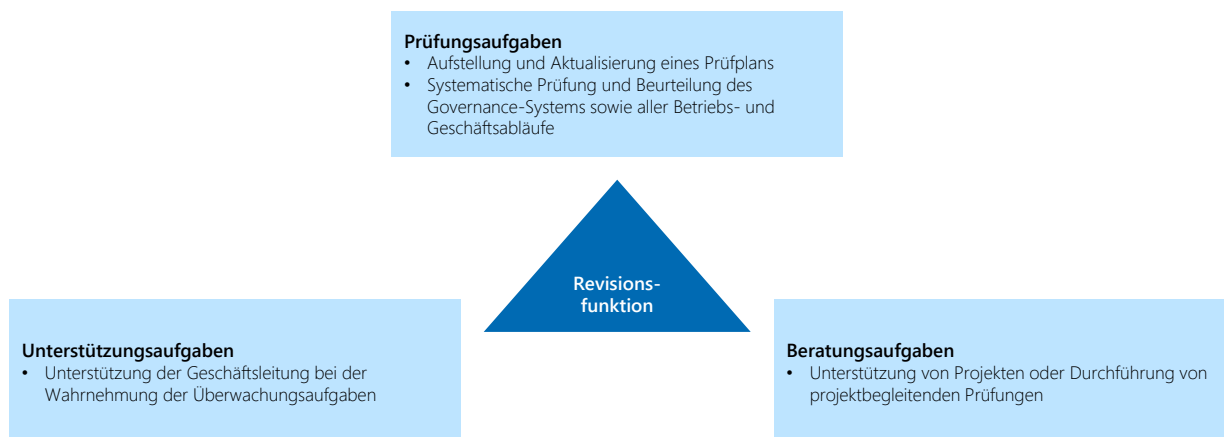 Prüfungsaufgaben
• Aufstellung und Aktualisierung eines Prüfplans
• Systematische Prüfung und Beurteilung des
Governance-Systems sowie aller Betriebs- und
Geschäftsabläufe
Revisions-
funktion
Unterstützungsaufgaben
• Unterstützung der Geschäftsleitung bei der
Wahrnehmung der Überwachungsaufgaben
Beratungsaufgaben
• Unterstützung von Projekten oder Durchführung von
projektbegleitenden Prüfungen